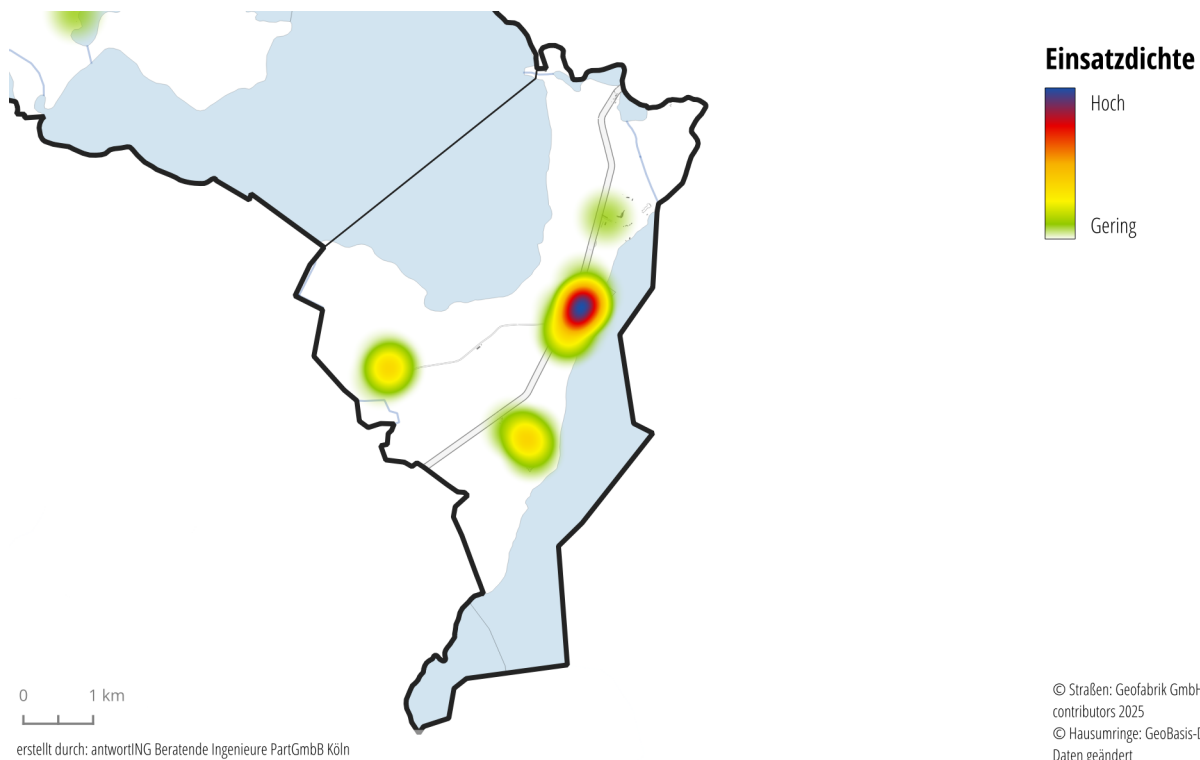 Einsatzdichte
Hoch
Gering
0 1 km
erstellt durch: antwortING Beratende Ingenieure PartGmbB Köln
© Straßen: Geofabrik GmbH
contributors 2025
© Hausumringe: GeoBasis-D
Daten geändert